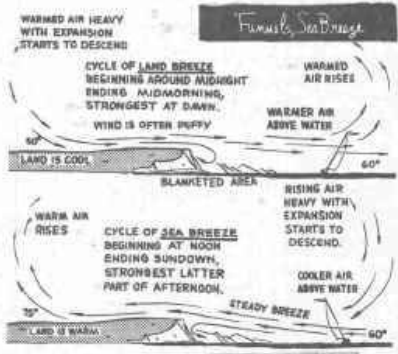 Funnels, Sea Breeze
WARMED AIR HEAVY
WITH EXPANSION
STARTS TO DESCEND
CYCLE OF LAND BREEZE
BEGINNING AROUND MIDNIGHT
ENDING MIDMORNING,
STRONGEST AT DAWN.
WIND IS OFTEN PUFFY
WARMED
AIR RISES
WARMER AIR
ABOVE WATER
50°
LAND IS COOL
60°
BLANKETED AREA
RISING AIR
HEAVY WITH
EXPANSION
STARTS TO
DESCEND.
WARM AIR
RISES
CYCLE OF SEA BREEZE
BEGINNING AT NOON
ENDING SUNDOWN,
STRONGEST LATTER
PART OF AFTERNOON.
COOLER AIR
ABOVE WATER
STEADY BREEZE
75°
LAND IS WARM
60°